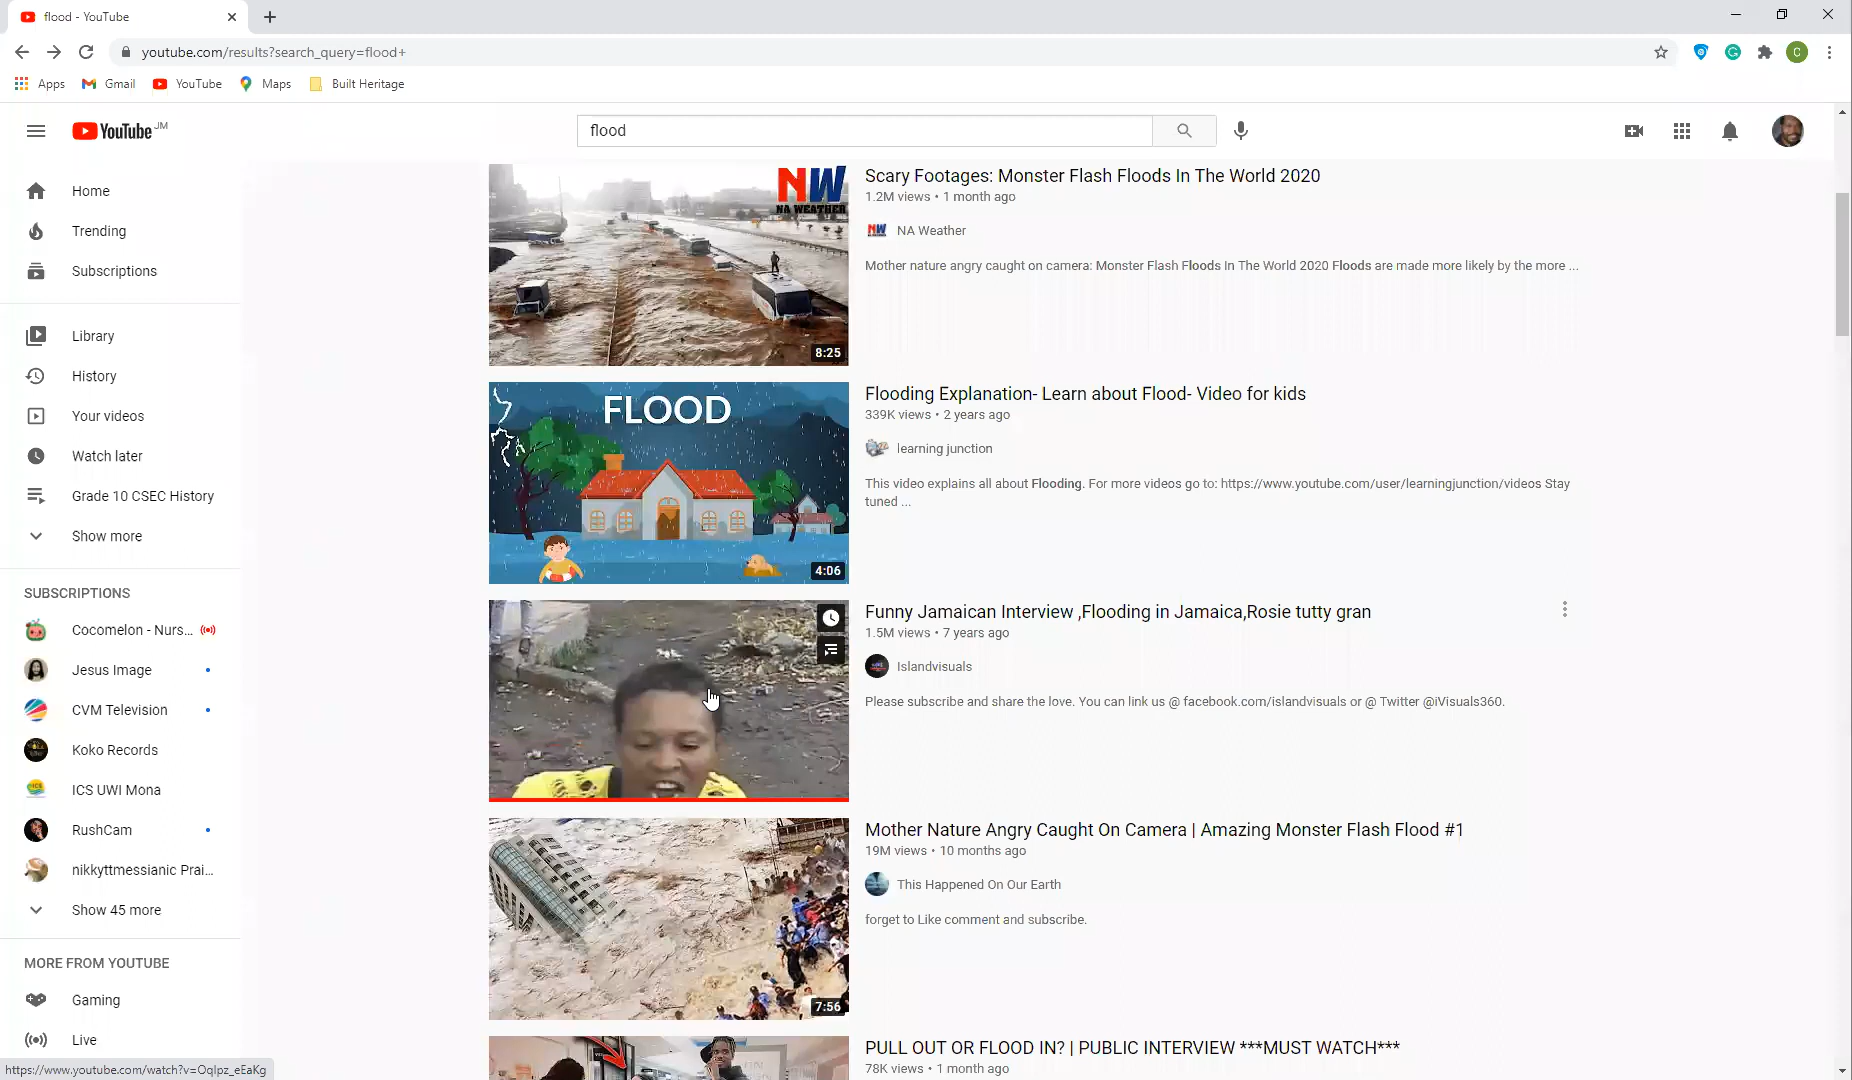 flood - YouTube
youtube.com/results?search_query=flood+
C
Apps
Gmail
YouTube
Maps
Built Heritage
YouTube JM
flood
Home
Trending
Subscriptions
Library
History
Your videos
Watch later
Grade 10 CSEC History
Show more
SUBSCRIPTIONS
Cocomelon - Nurs...
Jesus Image
CVM Television
Koko Records
ICS UWI Mona
RushCam
nikkyttmessianic Prai...
Show 45 more
MORE FROM YOUTUBE
Gaming
Live
https://www.youtube.com/watch?v=OqIpz_eEaKg
NW
NA WEATHER
8:25
Scary Footages: Monster Flash Floods In The World 2020
1.2M views • 1 month ago
NW NA Weather
Mother nature angry caught on camera: Monster Flash Floods In The World 2020 Floods are made more likely by the more ...
FLOOD
4:06
Flooding Explanation- Learn about Flood- Video for kids
339K views • 2 years ago
learning junction
This video explains all about Flooding. For more videos go to: https://www.youtube.com/user/learningjunction/videos Stay
tuned ...
Funny Jamaican Interview ,Flooding in Jamaica,Rosie tutty gran
1.5M views • 7 years ago
Islandvisuals
Please subscribe and share the love. You can link us @ facebook.com/islandvisuals or @ Twitter @iVisuals360.
7:56
Mother Nature Angry Caught On Camera | Amazing Monster Flash Flood #1
19M views • 10 months ago
This Happened On Our Earth
forget to Like comment and subscribe.
PULL OUT OR FLOOD IN? | PUBLIC INTERVIEW ***MUST WATCH***
78K views • 1 month ago